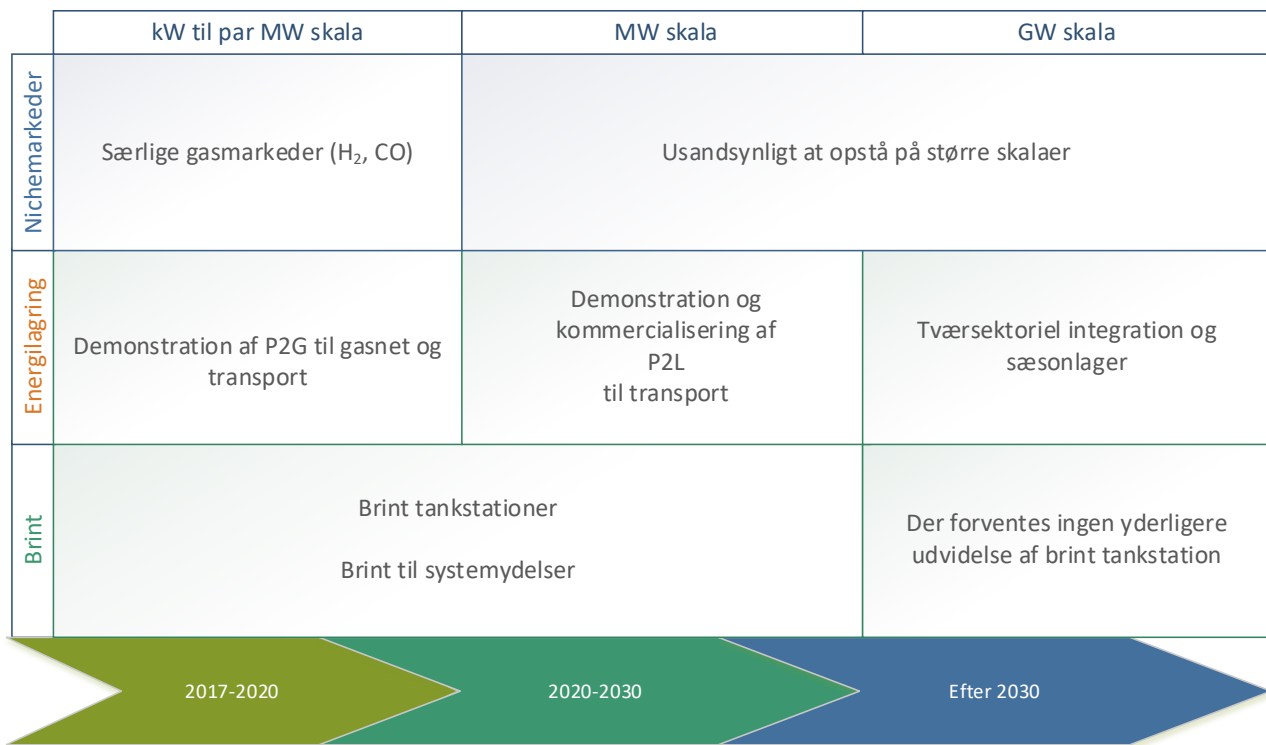 kW til par MW skala
MW skala
GW skala
Nichemarkeder
Særlige gasmarkeder (H₂, CO)
Usandsynligt at opstå på større skalaer
Energilagring
Demonstration af P2G til gasnet og
transport
Demonstration og
kommercialisering af
P2L
til transport
Tværsektoriel integration og
sæsonlager
Brint
Brint tankstationer
Brint til systemydelser
Der forventes ingen yderligere
udvidelse af brint tankstation
2017-2020
2020-2030
Efter 2030